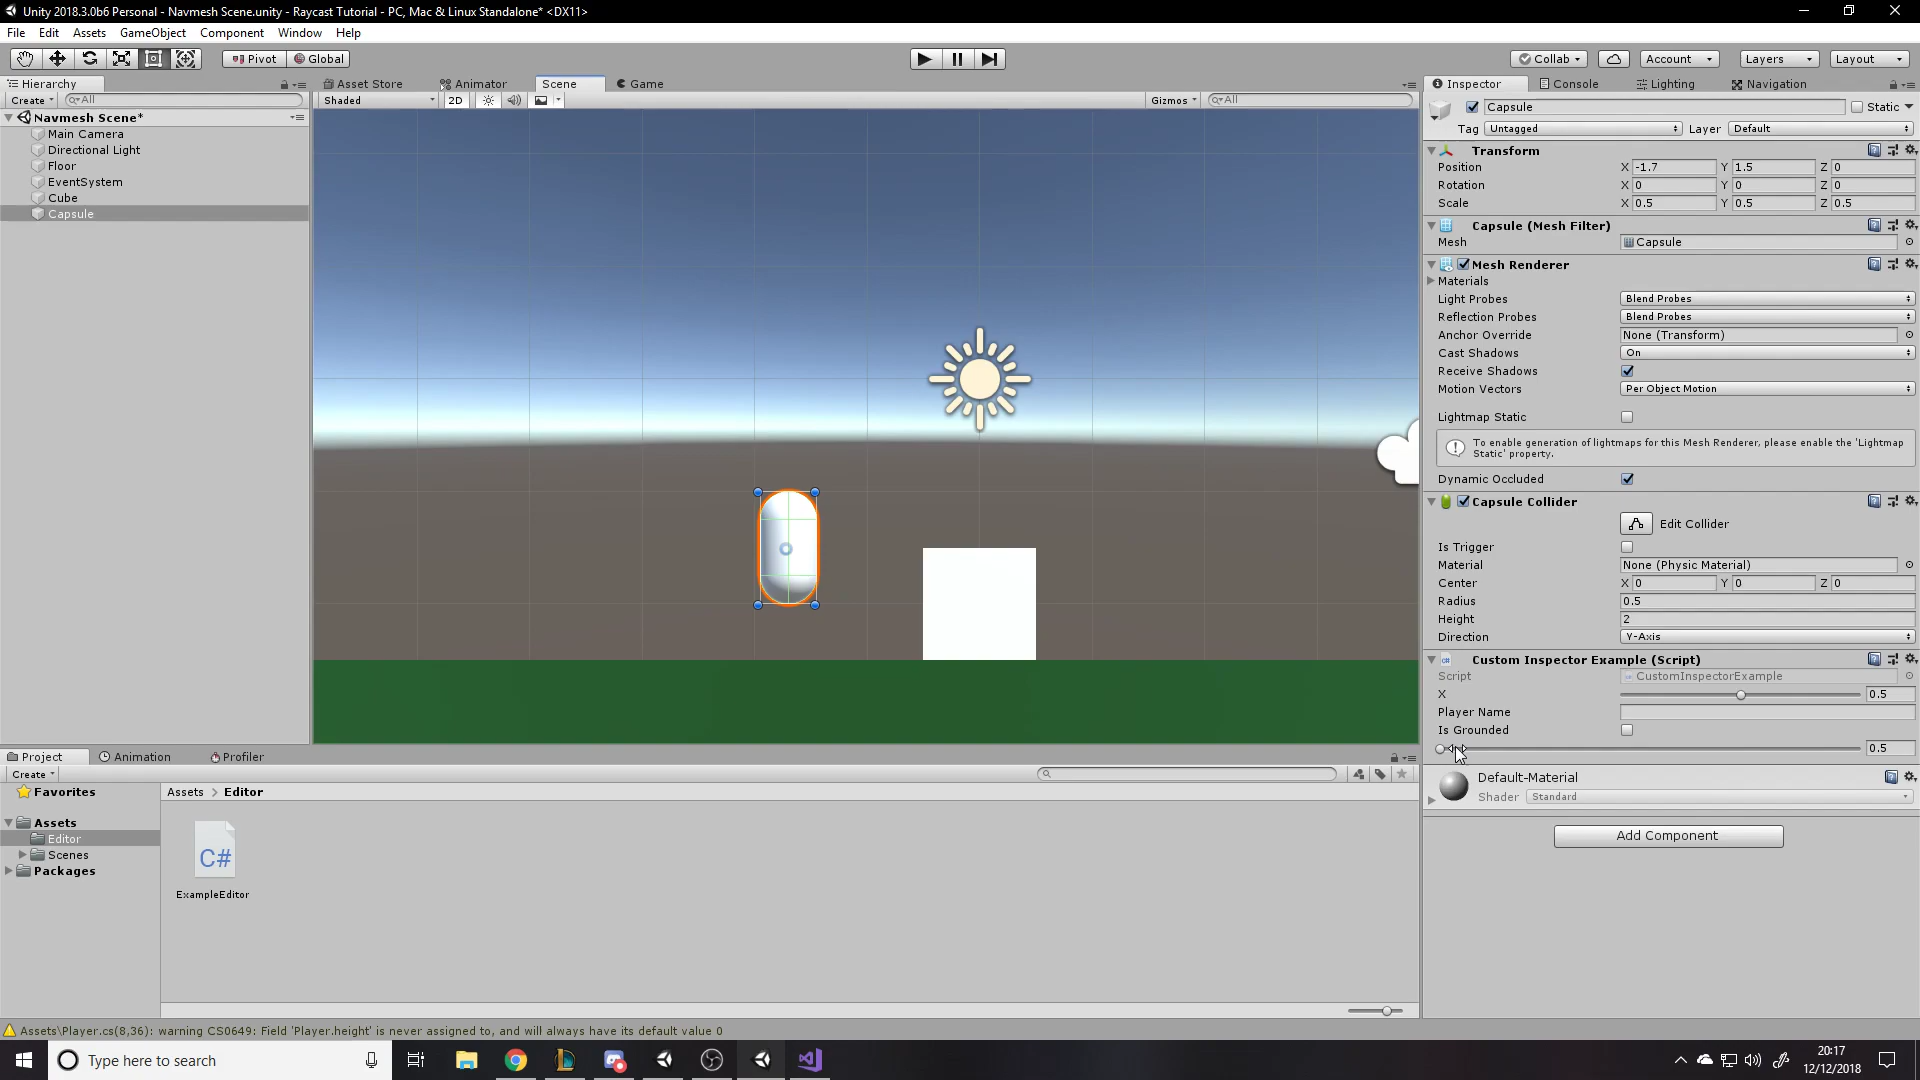 Unity 2018.3.0b6 Personal - Navmesh Scene.unity - Raycast Tutorial - PC, Mac & Linux Standalone* <DX11>
File Edit Assets GameObject Component Window Help
Pivot Global Collab Account Layers Layout
Hierarchy Asset Store Animator Scene Game Inspector Console Lighting Navigation
Create All Shaded 2D Gizmos All
Navmesh Scene*
Main Camera
Directional Light
Floor
EventSystem
Cube
Capsule
Capsule Static
Tag Untagged Layer Default
Transform
Position X -1.7 Y 1.5 Z 0
Rotation X 0 Y 0 Z 0
Scale X 0.5 Y 0.5 Z 0.5
Capsule (Mesh Filter)
Mesh Capsule
Mesh Renderer
Materials
Light Probes Blend Probes
Reflection Probes Blend Probes
Anchor Override None (Transform)
Cast Shadows On
Receive Shadows
Motion Vectors Per Object Motion
Lightmap Static
To enable generation of lightmaps for this Mesh Renderer, please enable the 'Lightmap
Static' property.
Dynamic Occluded
Capsule Collider
Edit Collider
Is Trigger
Material None (Physic Material)
Center X 0 Y 0 Z 0
Radius 0.5
Height 2
Direction Y-Axis
Custom Inspector Example (Script)
Script CustomInspectorExample
X 0.5
Player Name
Is Grounded
0.5
Default-Material
Shader Standard
Add Component
Project Animation Profiler
Create
Favorites
Assets
Editor
Scenes
Packages
Assets > Editor
C#
ExampleEditor
Assets\Player.cs(8,36): warning CS0649: Field 'Player.height' is never assigned to, and will always have its default value 0
Type here to search
20:17
12/12/2018